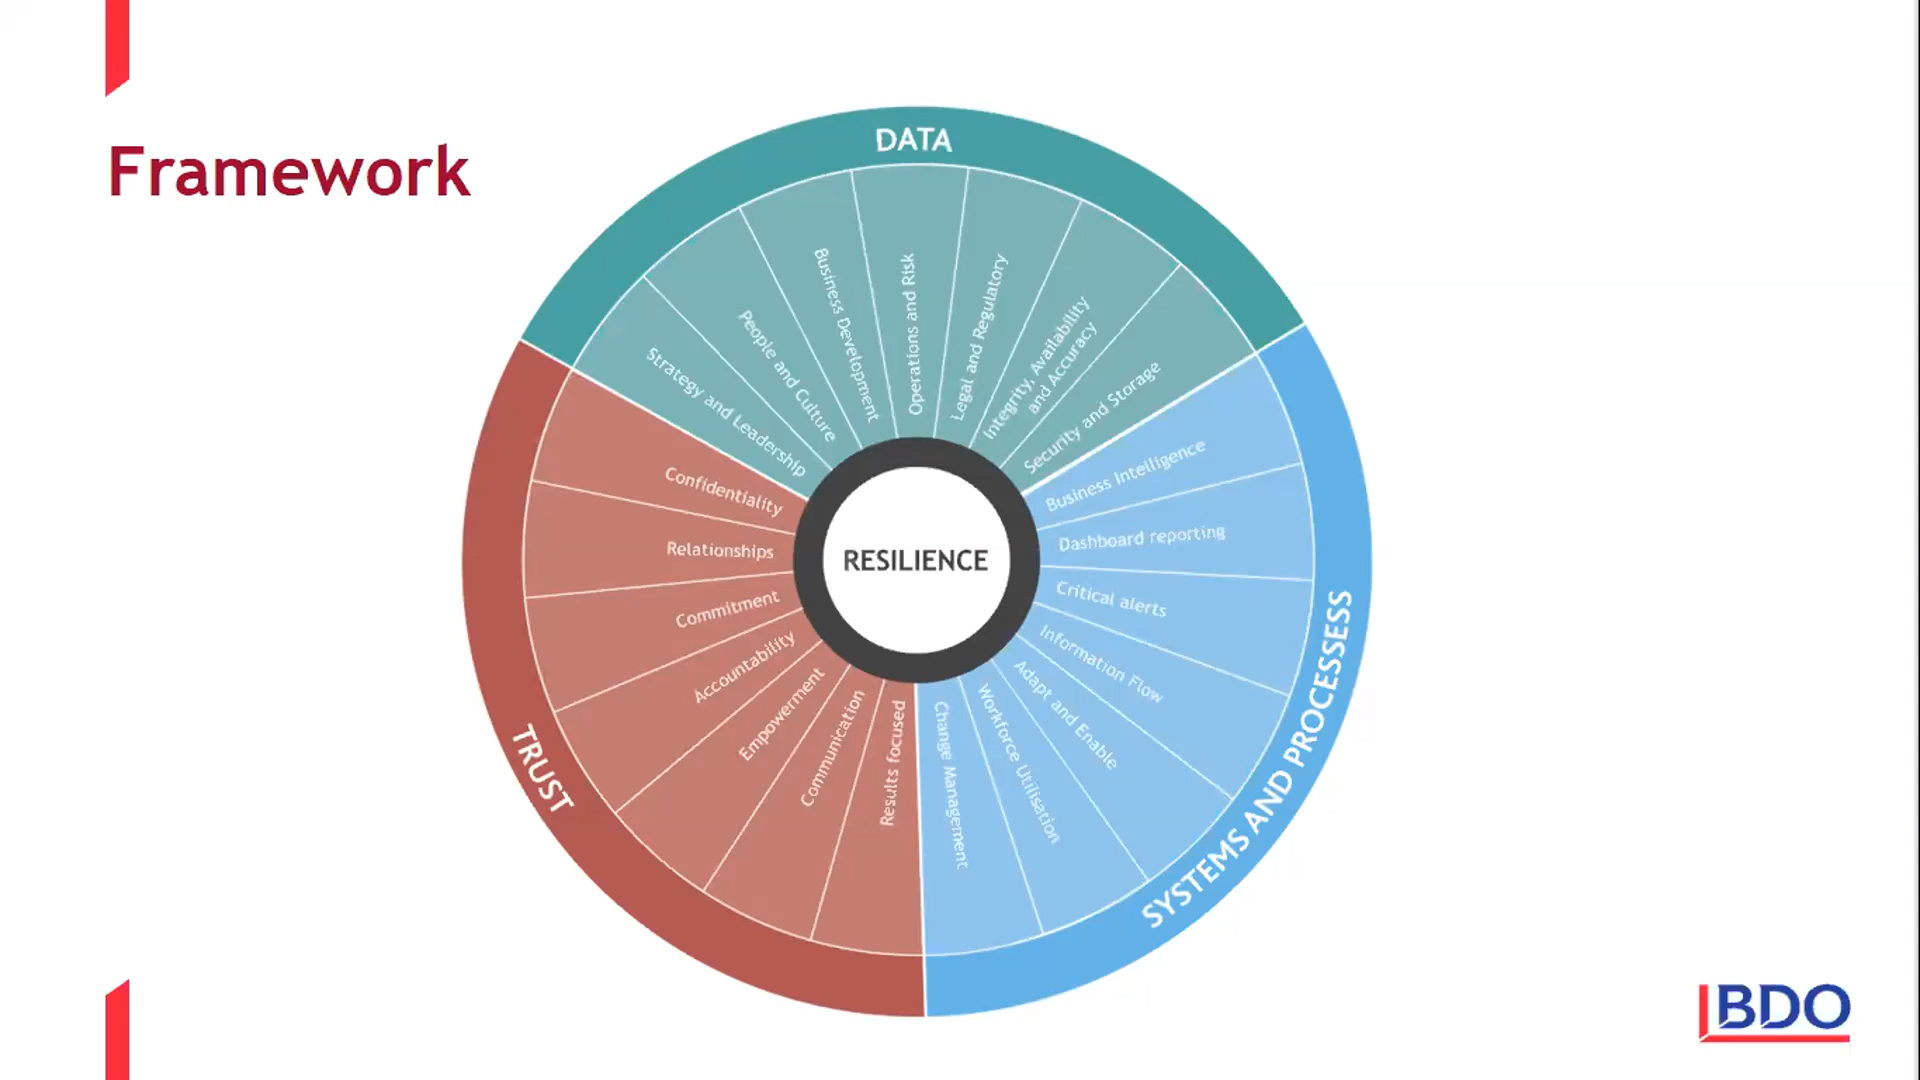 Framework
DATA
Strategy and Leadership
People and Culture
Business Development
Operations and Risk
Legal and Regulatory
Integrity, Availability
and Accuracy
Security and Storage
SYSTEMS AND PROCESSESS
Business Intelligence
Dashboard reporting
Critical alerts
Information Flow
Adapt and Enable
Workforce Utilisation
Change Management
TRUST
Results focused
Communication
Empowerment
Accountability
Commitment
Relationships
Confidentiality
RESILIENCE
BDO